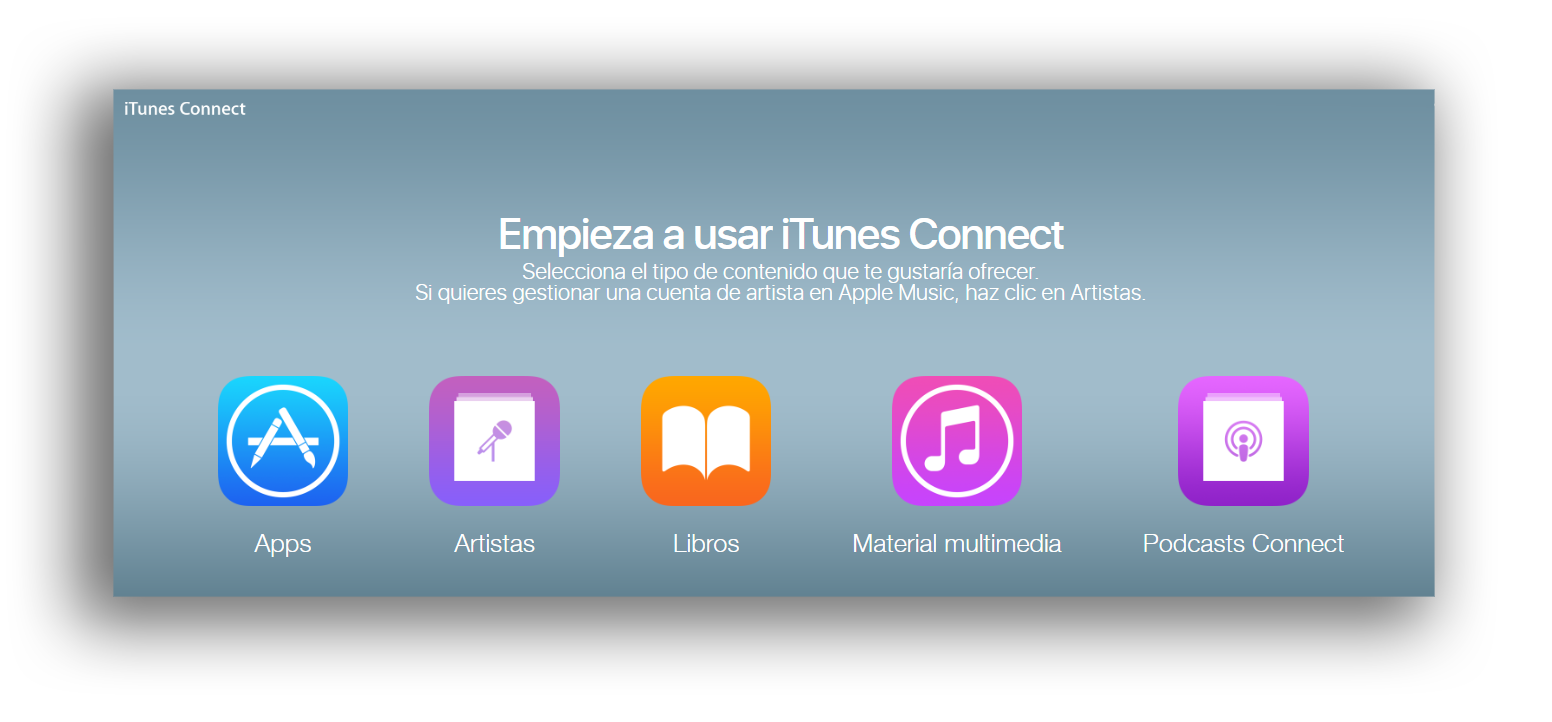 iTunes Connect
Empieza a usar iTunes Connect
Selecciona el tipo de contenido que te gustaría ofrecer.
Si quieres gestionar una cuenta de artista en Apple Music, haz clic en Artistas.
Apps
Artistas
Libros
Material multimedia
Podcasts Connect